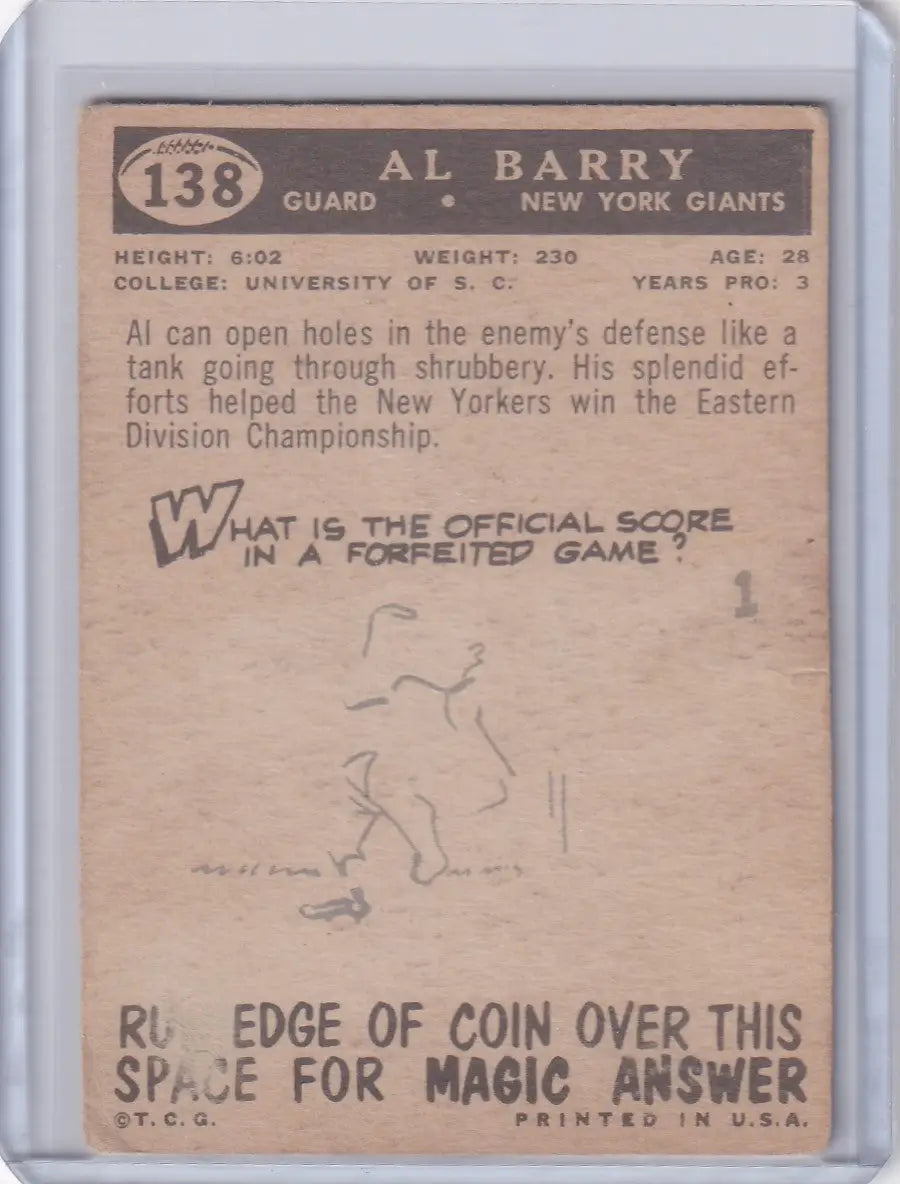 138
AL BARRY
GUARD • NEW YORK GIANTS
HEIGHT: 6:02 WEIGHT: 230 AGE: 28
COLLEGE: UNIVERSITY OF S. C. YEARS PRO: 3
Al can open holes in the enemy's defense like a
tank going through shrubbery. His splendid ef-
forts helped the New Yorkers win the Eastern
Division Championship.
WHAT IS THE OFFICIAL SCORE
IN A FORFEITED GAME?
1
EDGE OF COIN OVER THIS
SPACE FOR MAGIC ANSWER
©T. C. G. PRINTED IN U.S.A.